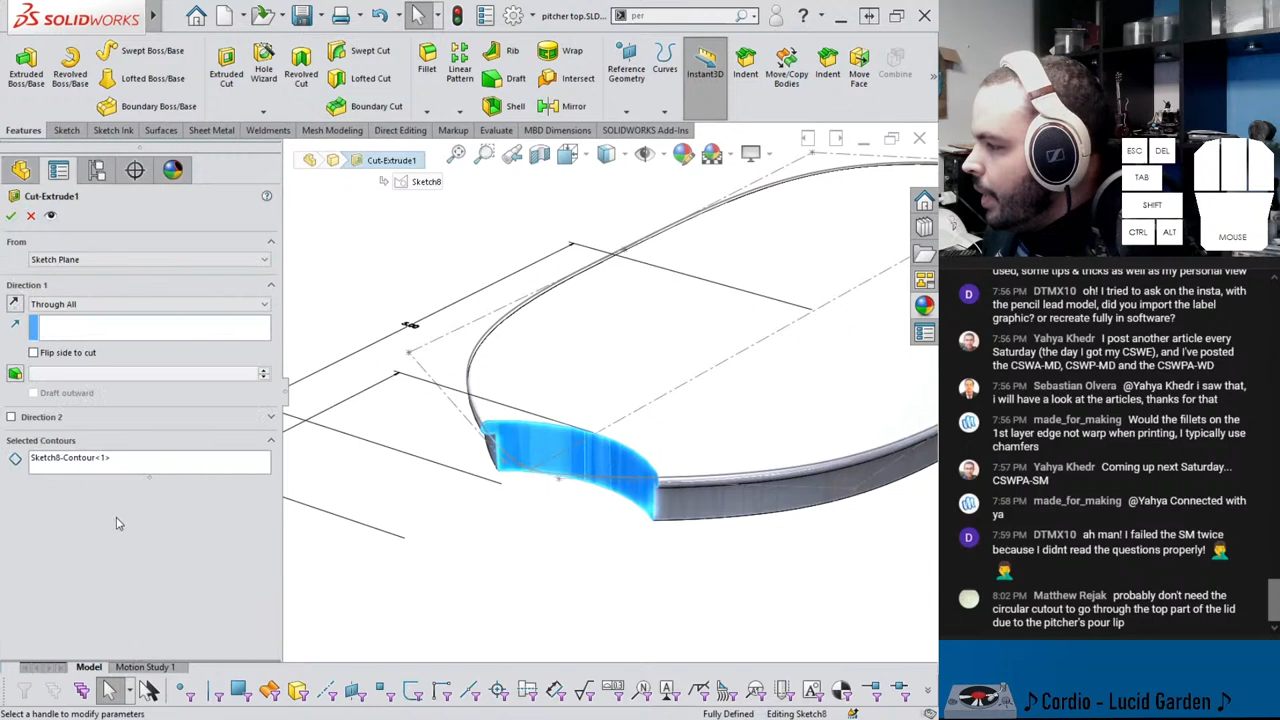 SOLIDWORKS
pitcher top.SLD...
per
Extruded Boss/Base
Revolved Boss/Base
Swept Boss/Base
Lofted Boss/Base
Boundary Boss/Base
Extruded Cut
Hole Wizard
Revolved Cut
Swept Cut
Lofted Cut
Boundary Cut
Fillet
Linear Pattern
Rib
Draft
Shell
Wrap
Intersect
Mirror
Reference Geometry
Curves
Instant3D
Indent
Move/Copy Bodies
Indent
Move Face
Combine
Features
Sketch
Sketch Ink
Surfaces
Sheet Metal
Weldments
Mesh Modeling
Direct Editing
Markup
Evaluate
MBD Dimensions
SOLIDWORKS Add-Ins
Cut-Extrude1
Sketch8
Cut-Extrude1
From
Sketch Plane
Direction 1
Through All
Flip side to cut
Draft outward
Direction 2
Selected Contours
Sketch8-Contour<1>
Model
Motion Study 1
Select a handle to modify parameters
Fully Defined
Editing Sketch8
ESC
DEL
TAB
SHIFT
CTRL
ALT
MOUSE
used, some tips & tricks as well as my personal view
D
7:56 PM DTMX10 oh! I tried to ask on the insta, with
the pencil lead model, did you import the label
graphic? or recreate fully in software?
7:56 PM Yahya Khedr I post another article every
Saturday (the day I got my CSWE), and I've posted
the CSWA-MD, CSWP-MD and the CSWPA-WD
7:56 PM Sebastian Olvera @Yahya Khedr i saw that,
i will have a look at the articles, thanks for that
7:56 PM made_for_making Would the fillets on the
1st layer edge not warp when printing, I typically use
chamfers
7:57 PM Yahya Khedr Coming up next Saturday...
CSWPA-SM
7:58 PM made_for_making @Yahya Connected with
ya
D
7:59 PM DTMX10 ah man! I failed the SM twice
because I didnt read the questions properly! 🤦‍♂️
🤦‍♂️
8:02 PM Matthew Rejak probably don't need the
circular cutout to go through the top part of the lid
due to the pitcher's pour lip
♪ Cordio - Lucid Garden ♪